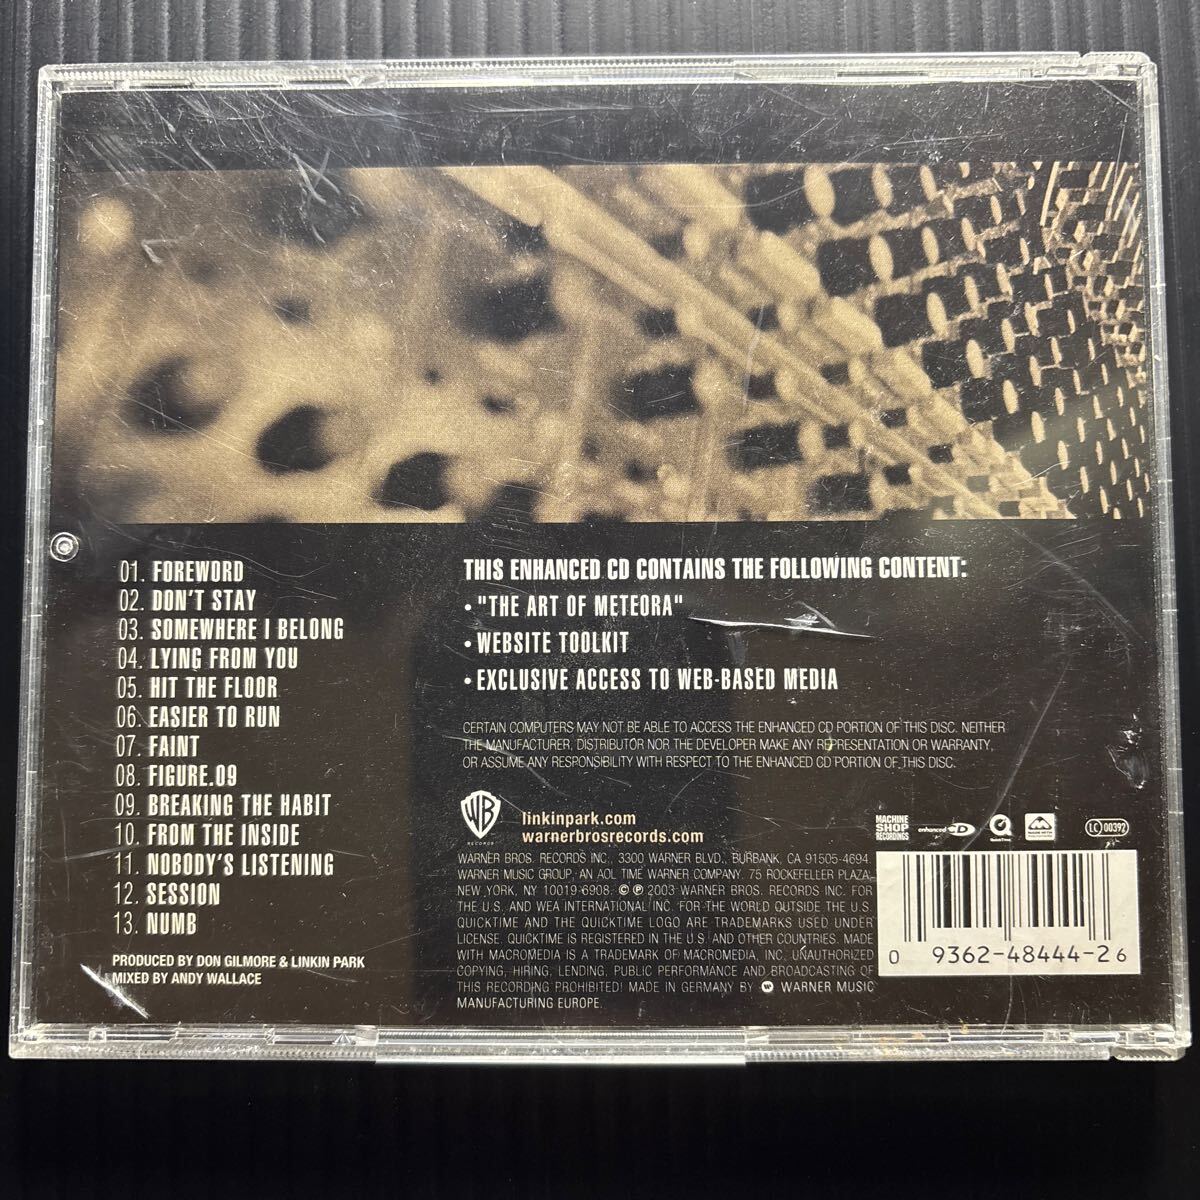 01. FOREWORD
02. DON'T STAY
03. SOMEWHERE I BELONG
04. LYING FROM YOU
05. HIT THE FLOOR
06. EASIER TO RUN
07. FAINT
08. FIGURE.09
09. BREAKING THE HABIT
10. FROM THE INSIDE
11. NOBODY'S LISTENING
12. SESSION
13. NUMB
PRODUCED BY DON GILMORE & LINKIN PARK
MIXED BY ANDY WALLACE
THIS ENHANCED CD CONTAINS THE FOLLOWING CONTENT:
• "THE ART OF METEORA"
• WEBSITE TOOLKIT
• EXCLUSIVE ACCESS TO WEB-BASED MEDIA
CERTAIN COMPUTERS MAY NOT BE ABLE TO ACCESS THE ENHANCED CD PORTION OF THIS DISC. NEITHER
THE MANUFACTURER, DISTRIBUTOR NOR THE DEVELOPER MAKE ANY REPRESENTATION OR WARRANTY,
OR ASSUME ANY RESPONSIBILITY WITH RESPECT TO THE ENHANCED CD PORTION OF THIS DISC.
WB
RECORDS
linkinpark.com
warnerbrosrecords.com
MACHINE
SHOP
RECORDINGS
enhanced CD
LC 00392
WARNER BROS. RECORDS INC., 3300 WARNER BLVD., BURBANK, CA 91505-4694.
WARNER MUSIC GROUP, AN AOL TIME WARNER COMPANY. 75 ROCKEFELLER PLAZA,
NEW YORK, NY 10019-6908. © ℗ 2003 WARNER BROS. RECORDS INC. FOR
THE U.S. AND WEA INTERNATIONAL INC. FOR THE WORLD OUTSIDE THE U.S.
QUICKTIME AND THE QUICKTIME LOGO ARE TRADEMARKS USED UNDER
LICENSE. QUICKTIME IS REGISTERED IN THE U.S. AND OTHER COUNTRIES. MADE
WITH MACROMEDIA IS A TRADEMARK OF MACROMEDIA, INC. UNAUTHORIZED
COPYING, HIRING, LENDING, PUBLIC PERFORMANCE AND BROADCASTING OF
THIS RECORDING PROHIBITED! MADE IN GERMANY BY WARNER MUSIC
MANUFACTURING EUROPE.
0 9362-48444-2 6